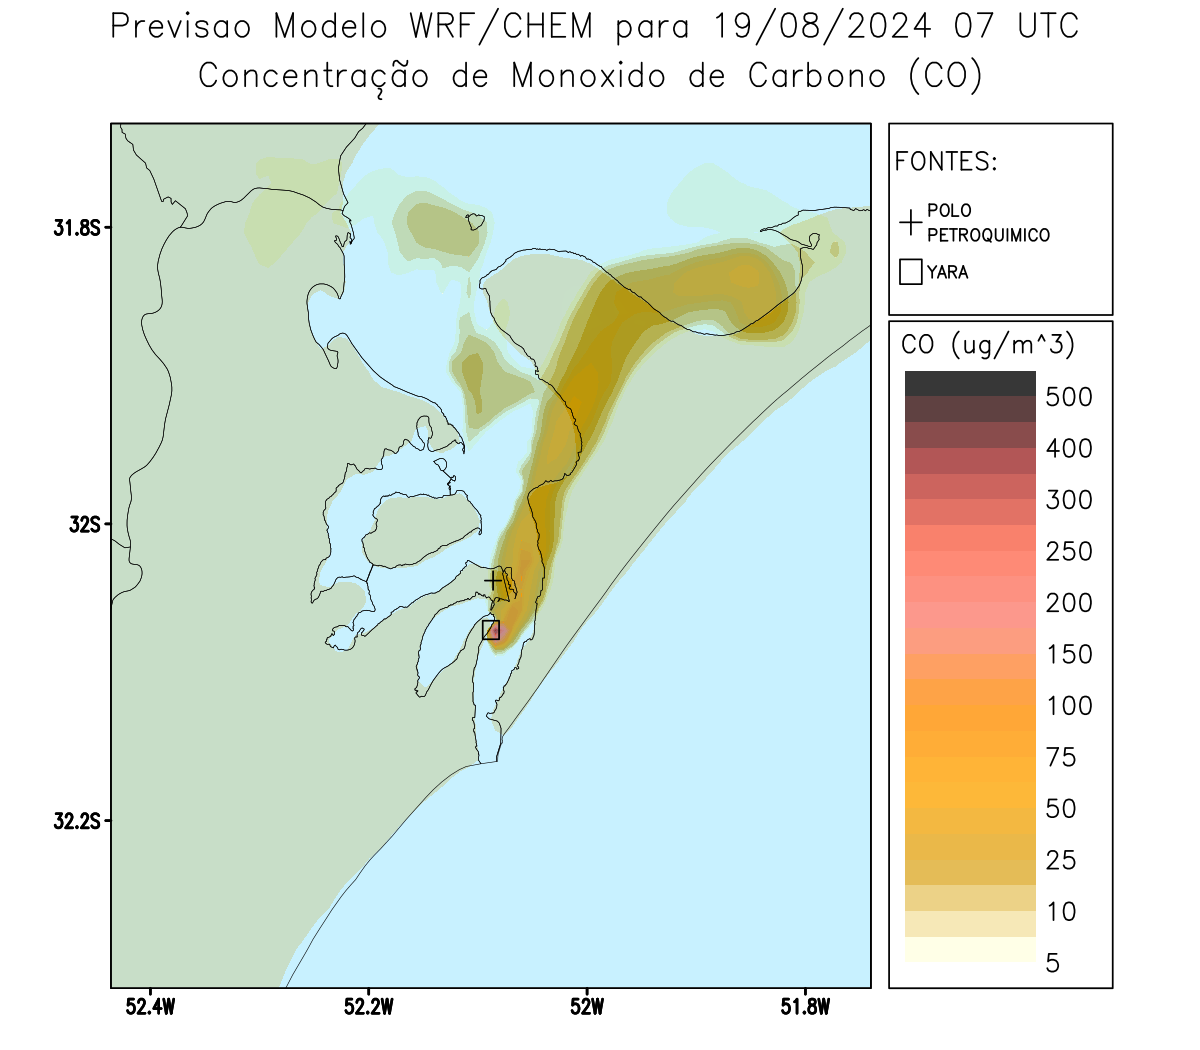 Previsao Modelo WRF/CHEM para 19/08/2024 07 UTC
Concentração de Monoxido de Carbono (CO)
FONTES:
POLO
PETROQUIMICO
YARA
CO (ug/m^3)
500
400
300
250
200
150
100
75
50
25
10
5
31.8S
32S
32.2S
52.4W
52.2W
52W
51.8W